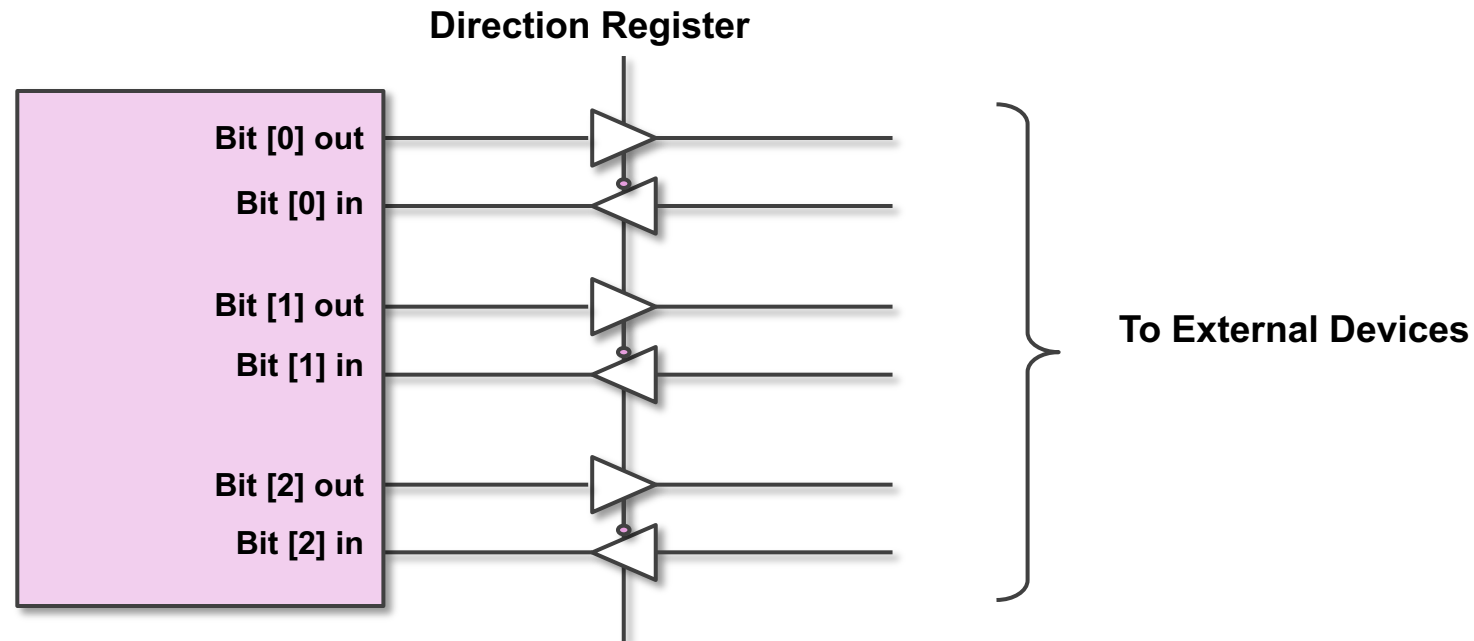 Direction Register
Bit [0] out
Bit [0] in
Bit [1] out
Bit [1] in
Bit [2] out
Bit [2] in
To External Devices